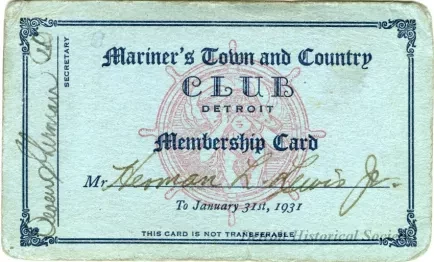 Mariner's Town and Country
CLUB
DETROIT
Membership Card
Mr Herman L. Lewis Jr.
To January 31st, 1931
THIS CARD IS NOT TRANSFERABLE
Historical Society
SECRETARY